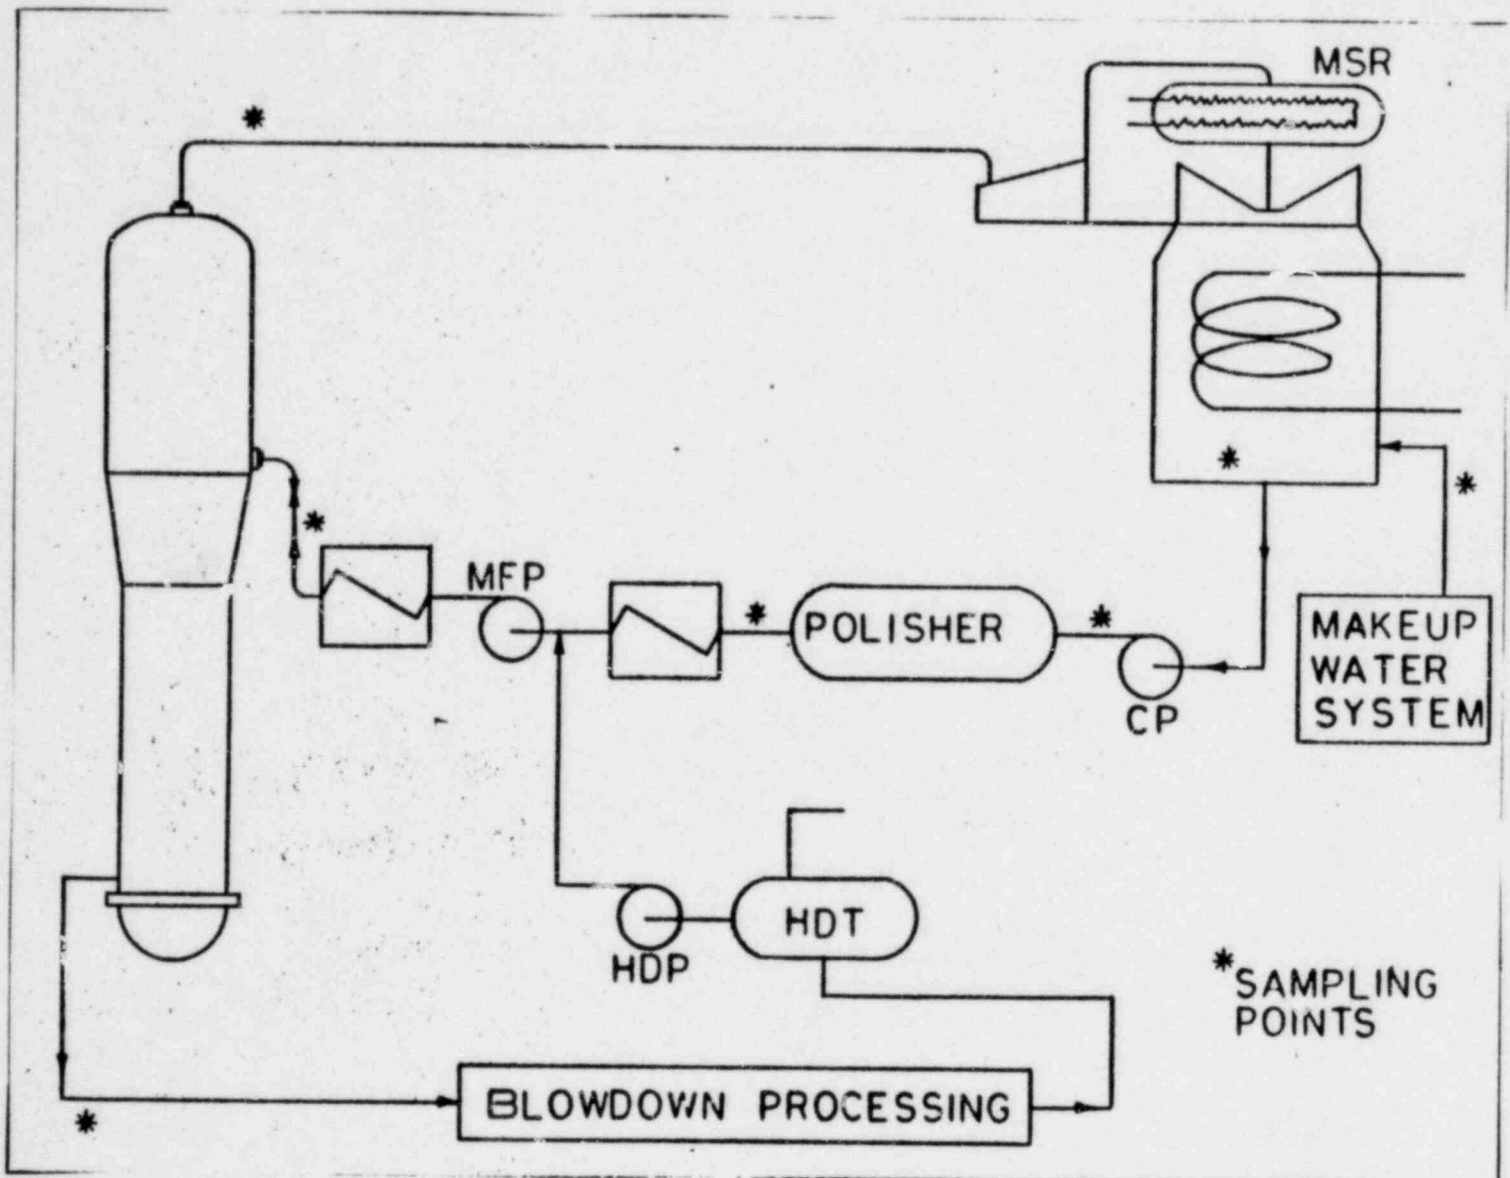 MSR
MFP
POLISHER
CP
MAKEUP
WATER
SYSTEM
HDT
HDP
*SAMPLING
POINTS
BLOWDOWN PROCESSING